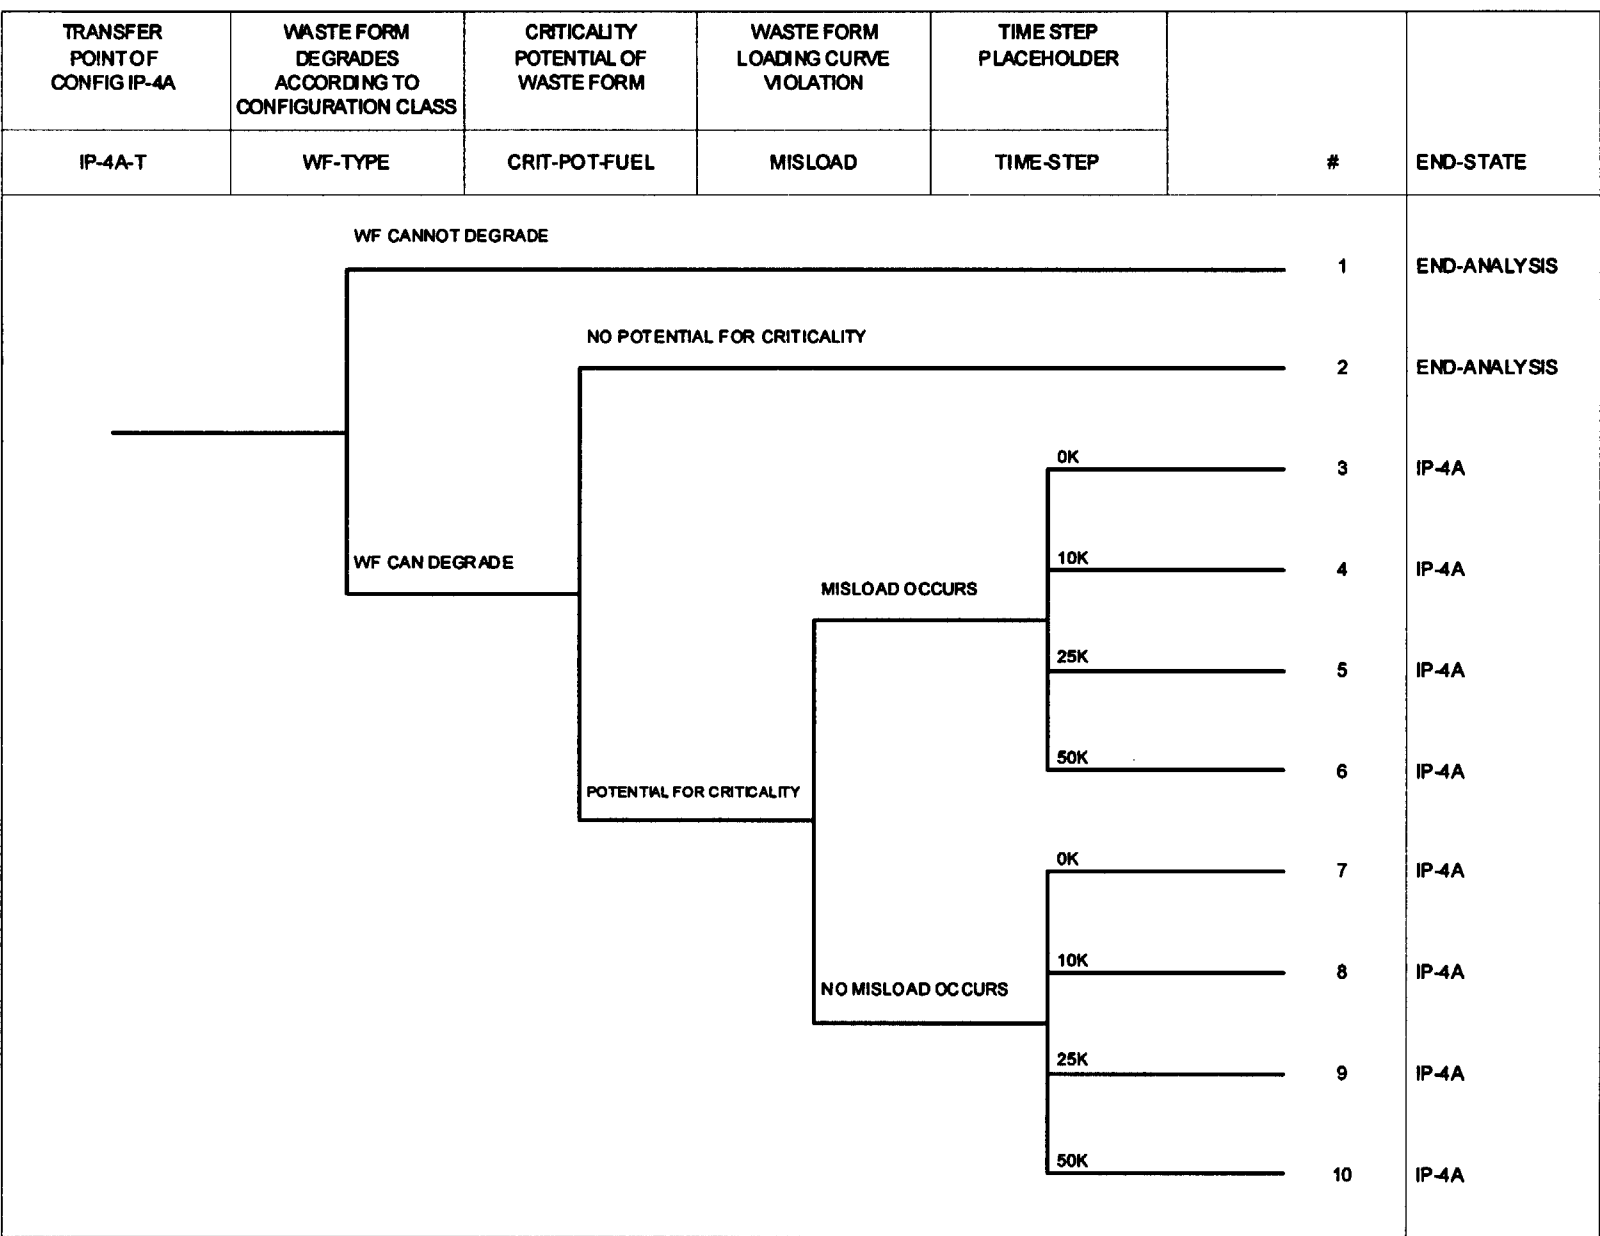 TRANSFER
POINT OF
CONFIG IP-4A
WASTE FORM
DEGRADES
ACCORDING TO
CONFIGURATION CLASS
CRITICALITY
POTENTIAL OF
WASTE FORM
WASTE FORM
LOADING CURVE
VIOLATION
TIME STEP
PLACEHOLDER
IP-4A-T
WF-TYPE
CRIT-POT-FUEL
MISLOAD
TIME-STEP
#
END-STATE
WF CANNOT DEGRADE
1
END-ANALYSIS
NO POTENTIAL FOR CRITICALITY
2
END-ANALYSIS
0K
3
IP-4A
WF CAN DEGRADE
10K
4
IP-4A
MISLOAD OCCURS
25K
5
IP-4A
50K
6
IP-4A
POTENTIAL FOR CRITICALITY
0K
7
IP-4A
10K
8
IP-4A
NO MISLOAD OCCURS
25K
9
IP-4A
50K
10
IP-4A